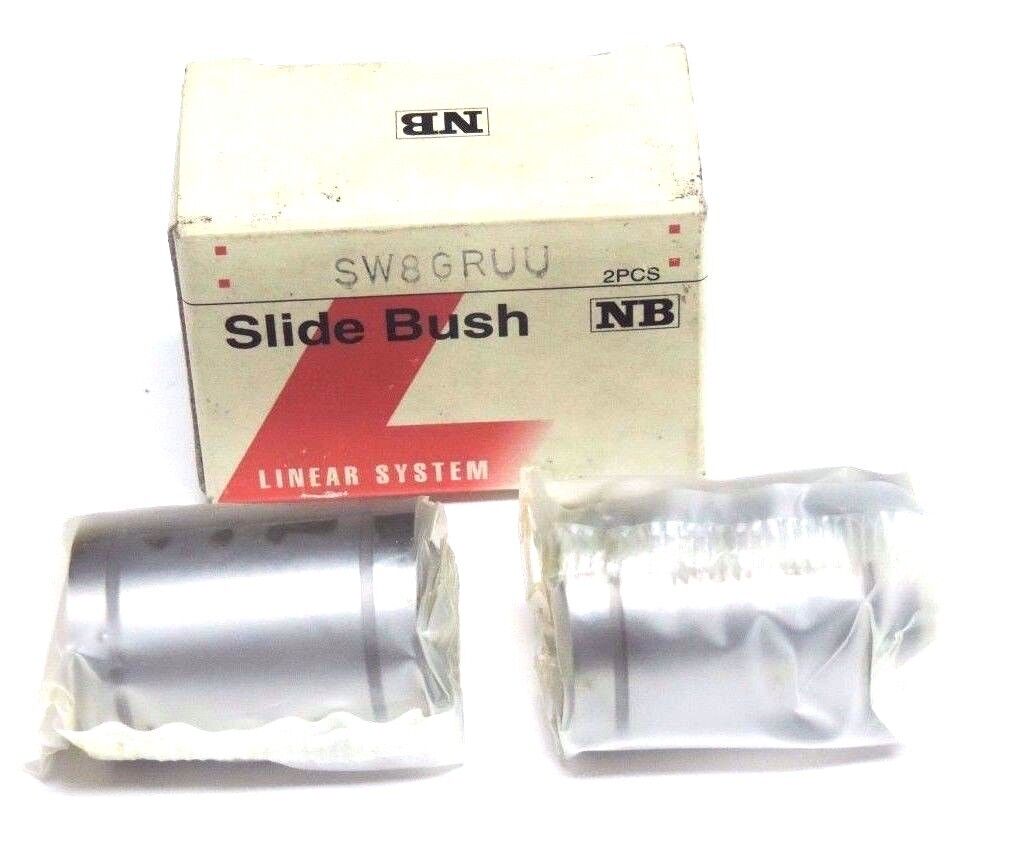 NB
SW8GRUU
2PCS
Slide Bush NB
LINEAR SYSTEM